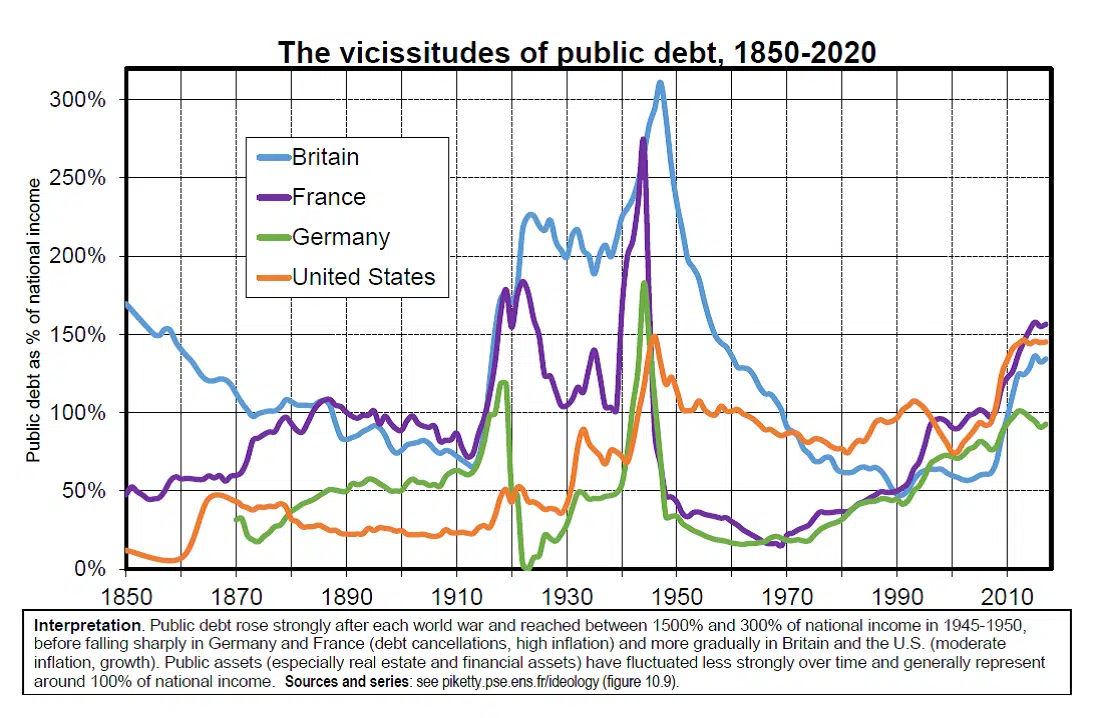 The vicissitudes of public debt, 1850-2020
Public debt as % of national income
300%
250%
200%
150%
100%
50%
0%
Britain
France
Germany
United States
1850 1870 1890 1910 1930 1950 1970 1990 2010
Interpretation. Public debt rose strongly after each world war and reached between 1500% and 300% of national income in 1945-1950,
before falling sharply in Germany and France (debt cancellations, high inflation) and more gradually in Britain and the U.S. (moderate
inflation, growth). Public assets (especially real estate and financial assets) have fluctuated less strongly over time and generally represent
around 100% of national income. Sources and series: see piketty.pse.ens.fr/ideology (figure 10.9).